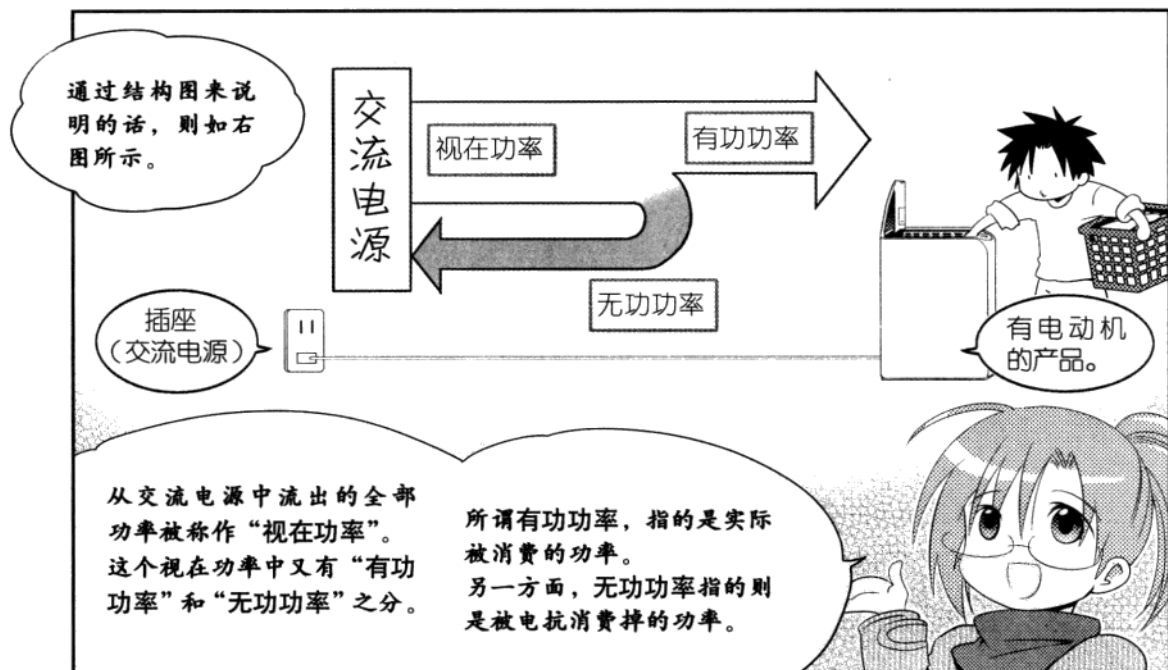 通过结构图来说
明的话，则如右
图所示。
交流电源
视在功率
有功功率
无功功率
插座
（交流电源）
有电动机
的产品。
从交流电源中流出的全部
功率被称作“视在功率”。
这个视在功率中又有“有功
功率”和“无功功率”之分。
所谓有功功率，指的是实际
被消费的功率。
另一方面，无功功率指的则
是被电抗消费掉的功率。